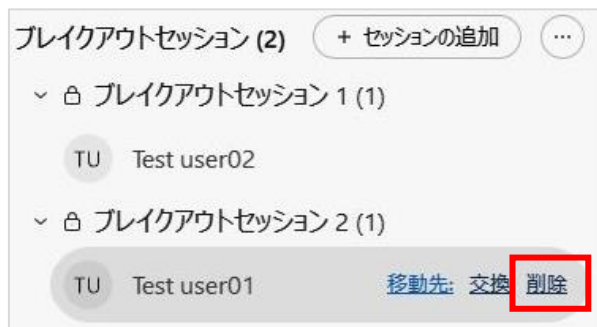 ブレイクアウトセッション (2) + セッションの追加 ...
ブレイクアウトセッション 1 (1)
TU Test user02
ブレイクアウトセッション 2 (1)
TU Test user01 移動先: 交換 削除